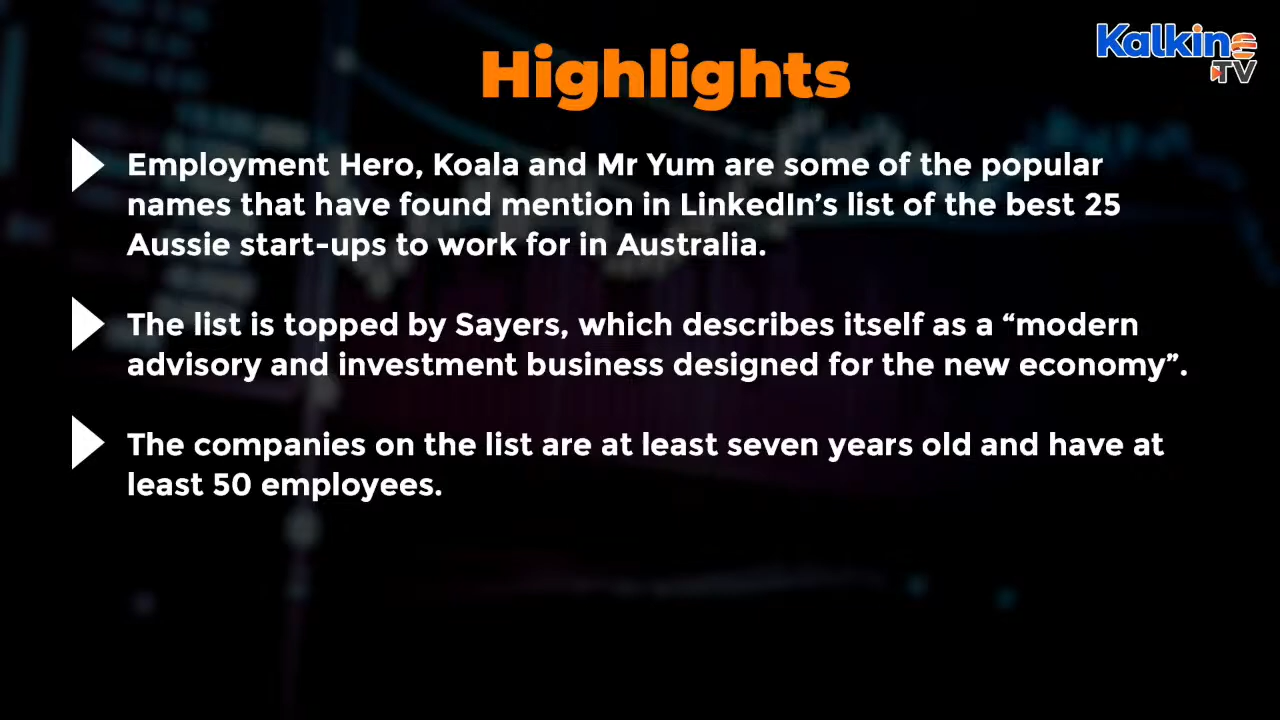 Kalkine
TV
Highlights
Employment Hero, Koala and Mr Yum are some of the popular
names that have found mention in LinkedIn’s list of the best 25
Aussie start-ups to work for in Australia.
The list is topped by Sayers, which describes itself as a “modern
advisory and investment business designed for the new economy”.
The companies on the list are at least seven years old and have at
least 50 employees.